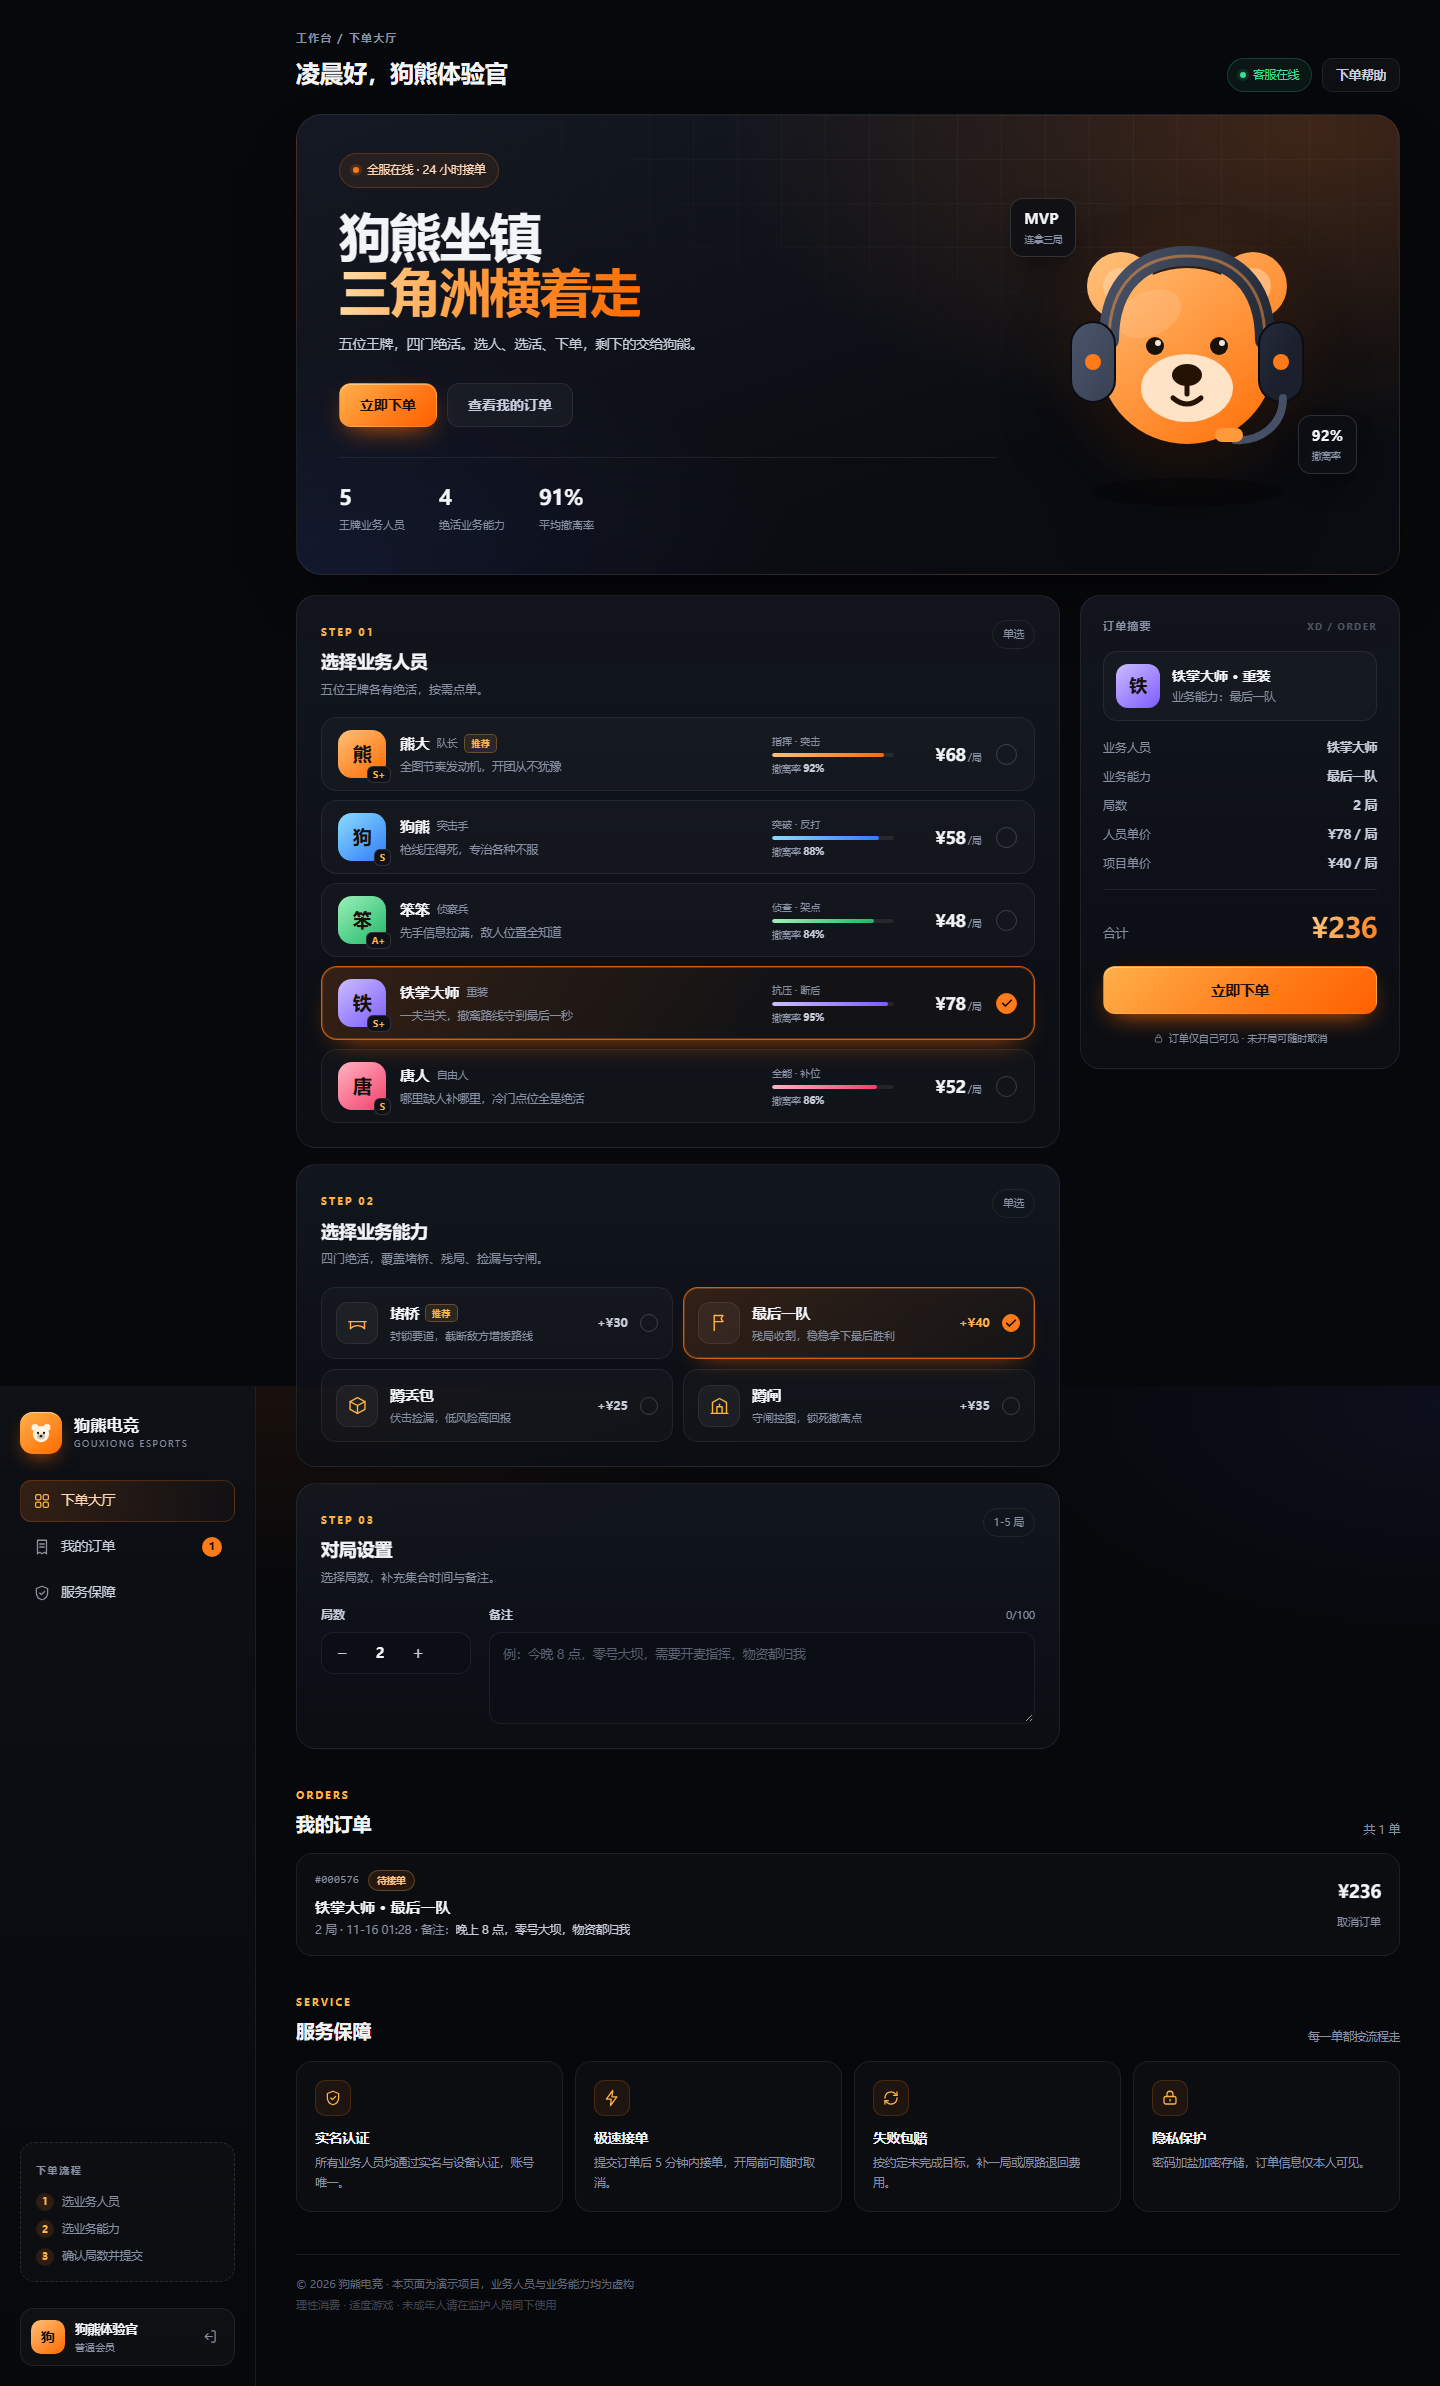 工作台 / 下单大厅
凌晨好，狗熊体验官
客服在线
下单帮助
全服在线 · 24 小时接单
狗熊坐镇
三角洲横着走
五位王牌，四门绝活。选人、选活、下单，剩下的交给狗熊。
立即下单
查看我的订单
5
王牌业务人员
4
绝活业务能力
91%
平均撤离率
MVP
连拿三局
92%
撤离率
STEP 01
选择业务人员
五位王牌各有绝活，按需点单。
单选
熊
S+
熊大 队长 推荐
全图节奏发动机，开团从不犹豫
指挥 · 突击
撤离率 92%
¥68 /局
狗
S
狗熊 突击手
枪线压得死，专治各种不服
突破 · 反打
撤离率 88%
¥58 /局
笨
A+
笨笨 侦察兵
先手信息拉满，敌人位置全知道
侦查 · 架点
撤离率 84%
¥48 /局
铁
S+
铁掌大师 重装
一夫当关，撤离路线守到最后一秒
抗压 · 断后
撤离率 95%
¥78 /局
唐
S
唐人 自由人
哪里缺人补哪里，冷门点位全是绝活
全能 · 补位
撤离率 86%
¥52 /局
订单摘要
XD / ORDER
铁
铁掌大师 • 重装
业务能力：最后一队
业务人员 铁掌大师
业务能力 最后一队
局数 2 局
人员单价 ¥78 / 局
项目单价 ¥40 / 局
合计 ¥236
立即下单
订单仅自己可见 · 未开局可随时取消
STEP 02
选择业务能力
四门绝活，覆盖堵桥、残局、捡漏与守闸。
单选
堵桥 推荐
封锁要道，截断敌方增援路线
+¥30
最后一队
残局收割，稳稳拿下最后胜利
+¥40
蹲丢包
伏击捡漏，低风险高回报
+¥25
蹲闸
守闸控图，锁死撤离点
+¥35
STEP 03
对局设置
选择局数，补充集合时间与备注。
1-5 局
局数
− 2 +
备注
0/100
例：今晚 8 点，零号大坝，需要开麦指挥，物资都归我
狗熊电竞
GOUXIONG ESPORTS
下单大厅
我的订单 1
服务保障
下单流程
1 选业务人员
2 选业务能力
3 确认局数并提交
狗
狗熊体验官
普通会员
ORDERS
我的订单
共 1 单
#000576 待接单
铁掌大师 • 最后一队
2 局 · 11-16 01:28 · 备注：晚上 8 点，零号大坝，物资都归我
¥236
取消订单
SERVICE
服务保障
每一单都按流程走
实名认证
所有业务人员均通过实名与设备认证，账号
唯一。
极速接单
提交订单后 5 分钟内接单，开局前可随时取
消。
失败包赔
按约定未完成目标，补一局或原路退回费
用。
隐私保护
密码加盐加密存储，订单信息仅本人可见。
© 2026 狗熊电竞 · 本页面为演示项目，业务人员与业务能力均为虚构
理性消费 · 适度游戏 · 未成年人请在监护人陪同下使用